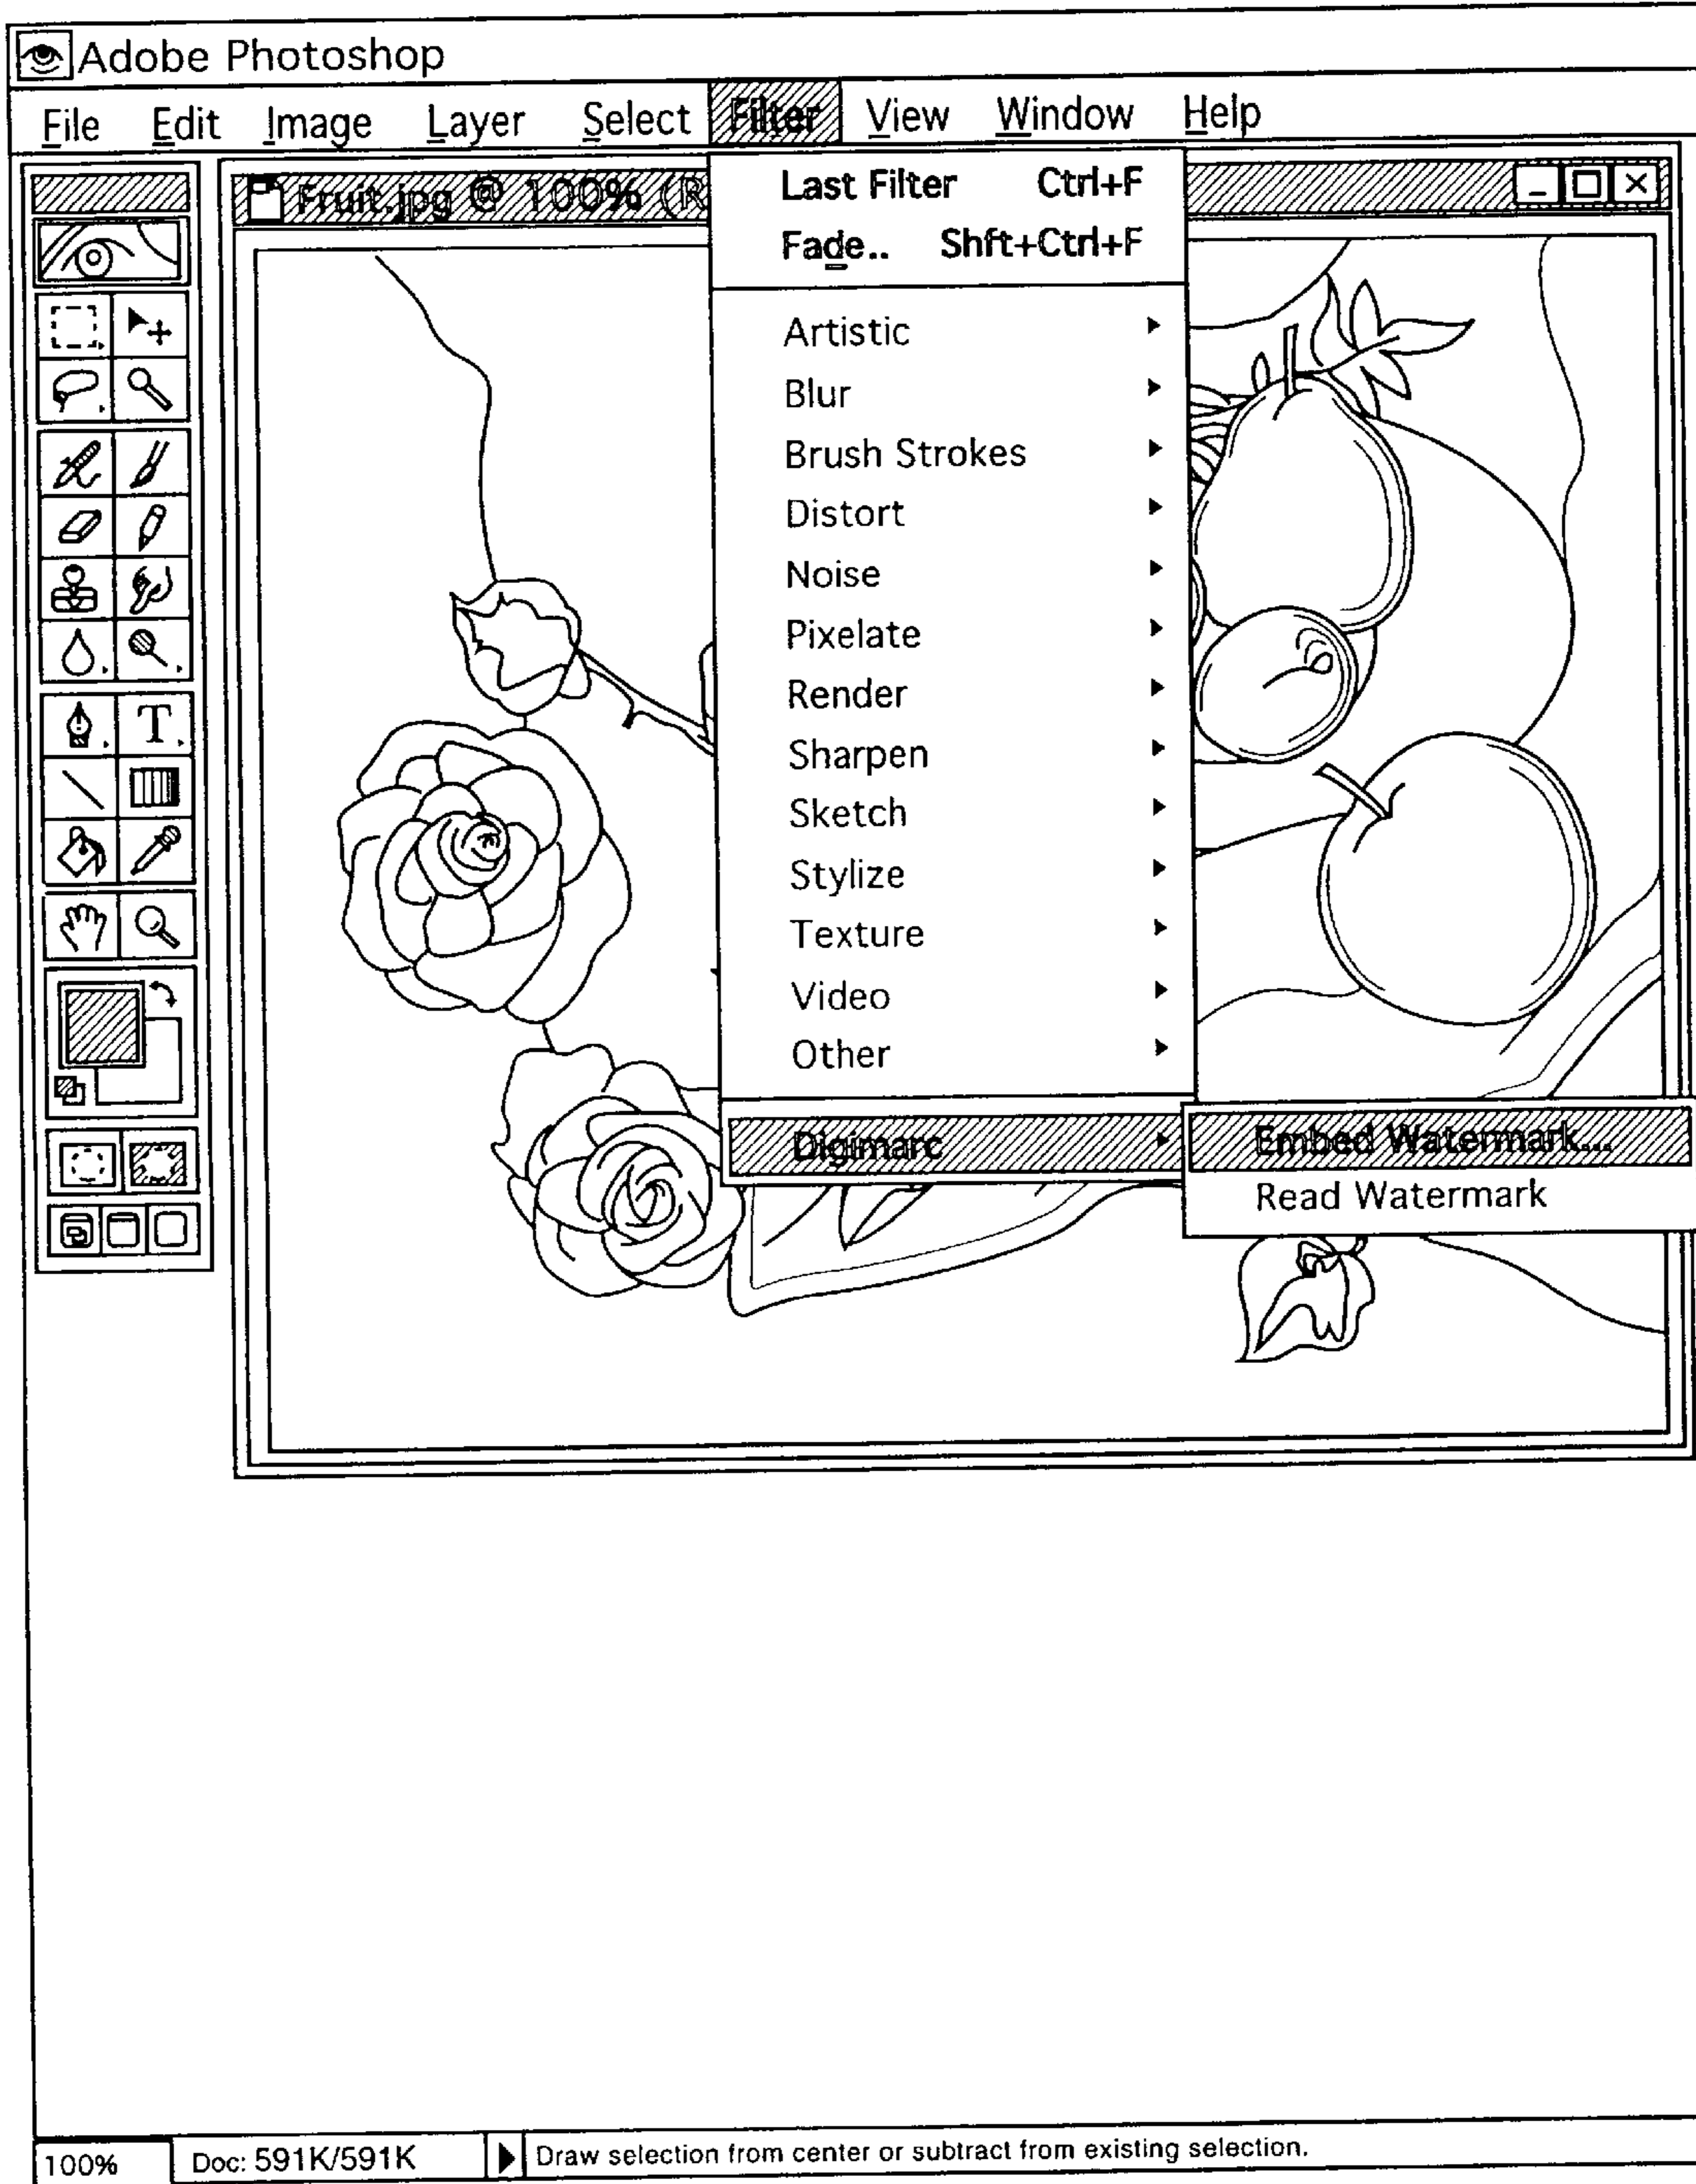 Adobe Photoshop
File Edit Image Layer Select Filter View Window Help
Fruit.jpg @ 100% (R
Last Filter Ctrl+F
Fade.. Shft+Ctrl+F
Artistic
Blur
Brush Strokes
Distort
Noise
Pixelate
Render
Sharpen
Sketch
Stylize
Texture
Video
Other
Digimarc
Embed Watermark...
Read Watermark
T
100% Doc: 591K/591K Draw selection from center or subtract from existing selection.